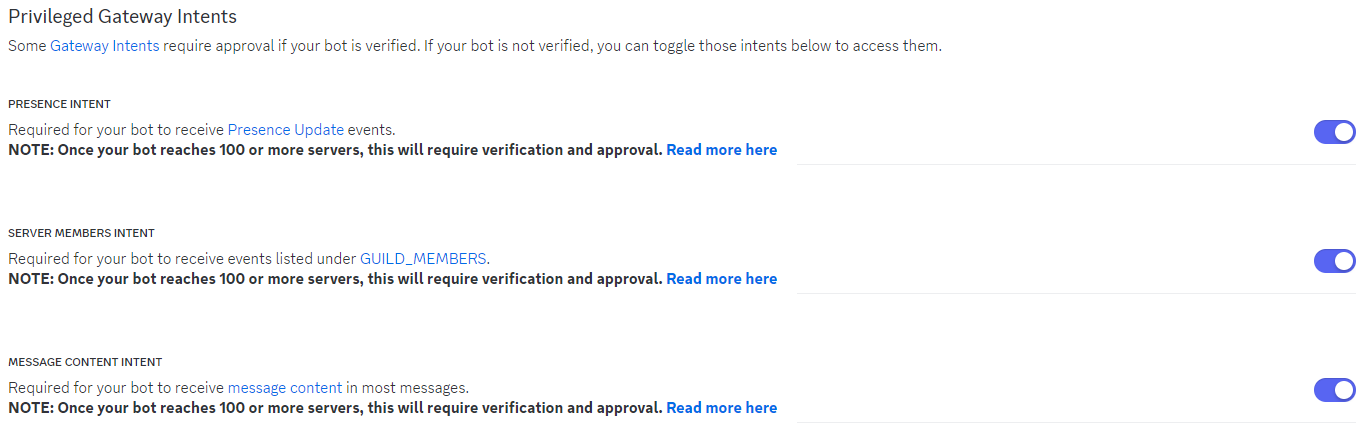 Privileged Gateway Intents
Some Gateway Intents require approval if your bot is verified. If your bot is not verified, you can toggle those intents below to access them.
PRESENCE INTENT
Required for your bot to receive Presence Update events.
NOTE: Once your bot reaches 100 or more servers, this will require verification and approval. Read more here
SERVER MEMBERS INTENT
Required for your bot to receive events listed under GUILD_MEMBERS.
NOTE: Once your bot reaches 100 or more servers, this will require verification and approval. Read more here
MESSAGE CONTENT INTENT
Required for your bot to receive message content in most messages.
NOTE: Once your bot reaches 100 or more servers, this will require verification and approval. Read more here